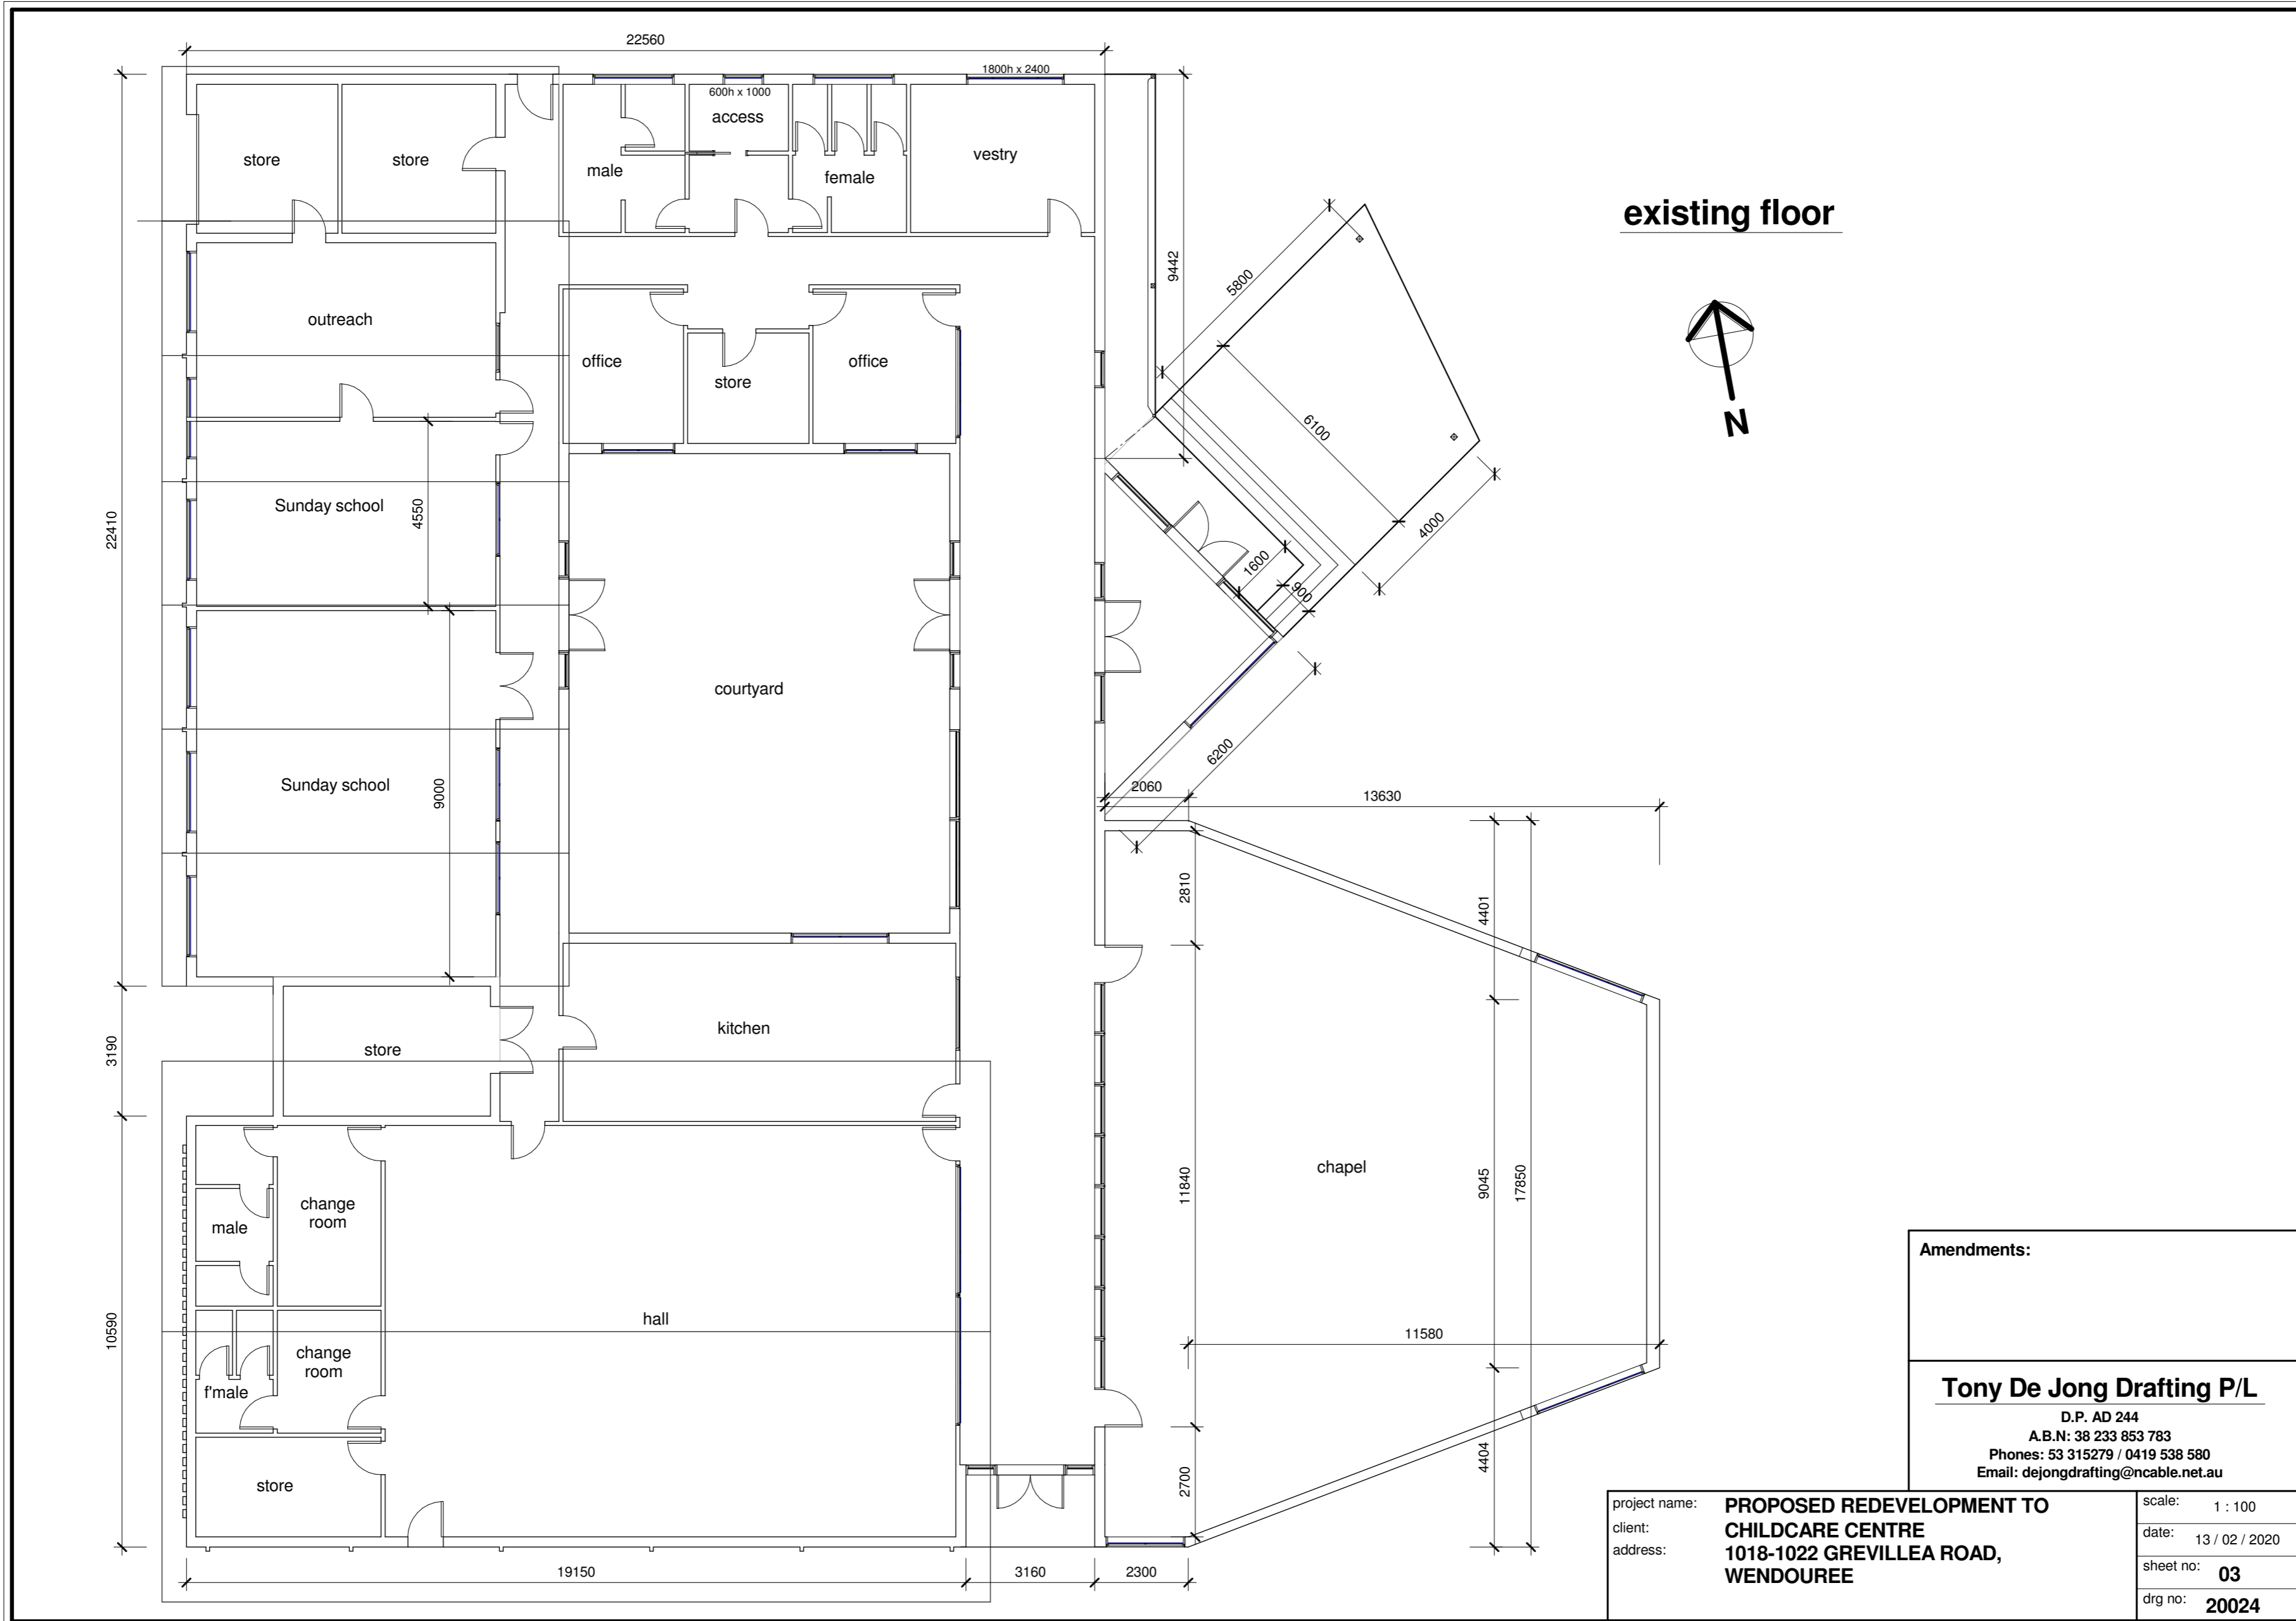 22560
1800h x 2400
600h x 1000
access
store
store
male
female
vestry
existing floor
9442
5800
outreach
office
store
office
N
6100
Sunday school
4550
22410
4000
1600
900
courtyard
6200
Sunday school
9000
2060
13630
2810
4401
kitchen
store
3190
chapel
11840
9045
17850
change
room
male
Amendments:
hall
10590
11580
change
room
f'male
Tony De Jong Drafting P/L
D.P. AD 244
A.B.N: 38 233 853 783
Phones: 53 315279 / 0419 538 580
Email: dejongdrafting@ncable.net.au
store
2700
4404
project name: PROPOSED REDEVELOPMENT TO
client: CHILDCARE CENTRE
address: 1018-1022 GREVILLEA ROAD,
WENDOUREE
scale: 1 : 100
date: 13 / 02 / 2020
sheet no: 03
drg no: 20024
19150
3160
2300